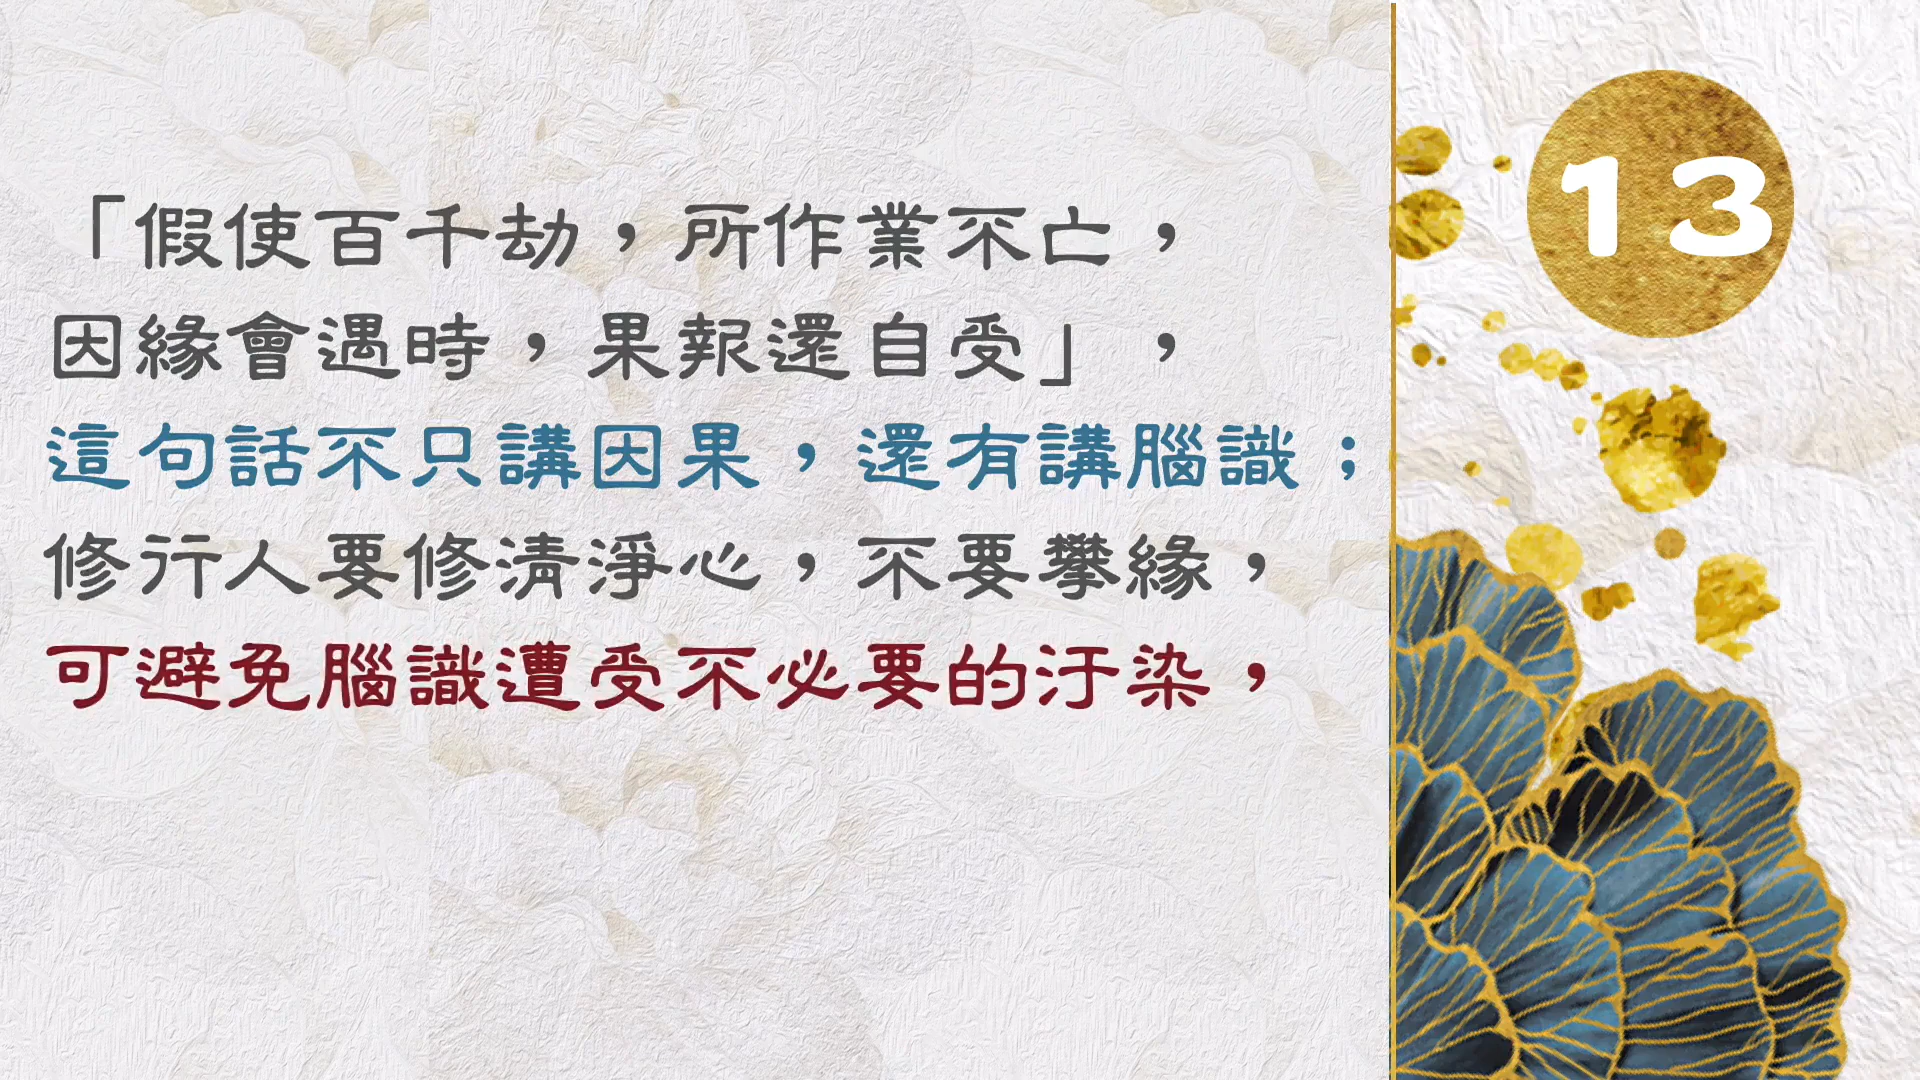 「假使百千劫，所作業不亡，
因緣會遇時，果報還自受」，
這句話不只講因果，還有講腦識；
修行人要修清淨心，不要攀緣，
可避免腦識遭受不必要的汙染，
13